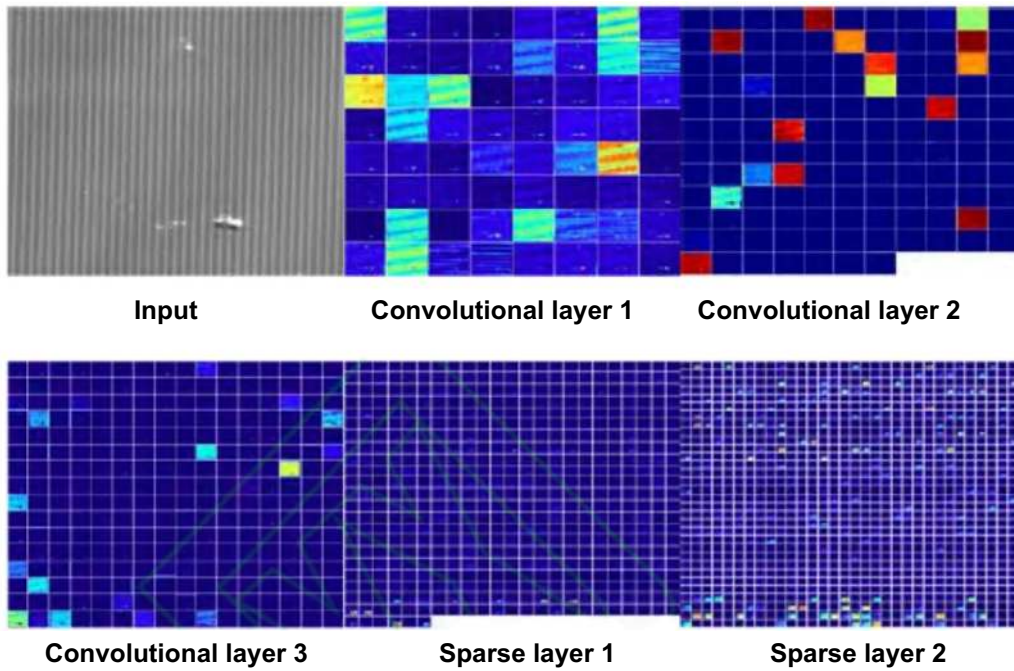 Input
Convolutional layer 1
Convolutional layer 2
Convolutional layer 3
Sparse layer 1
Sparse layer 2